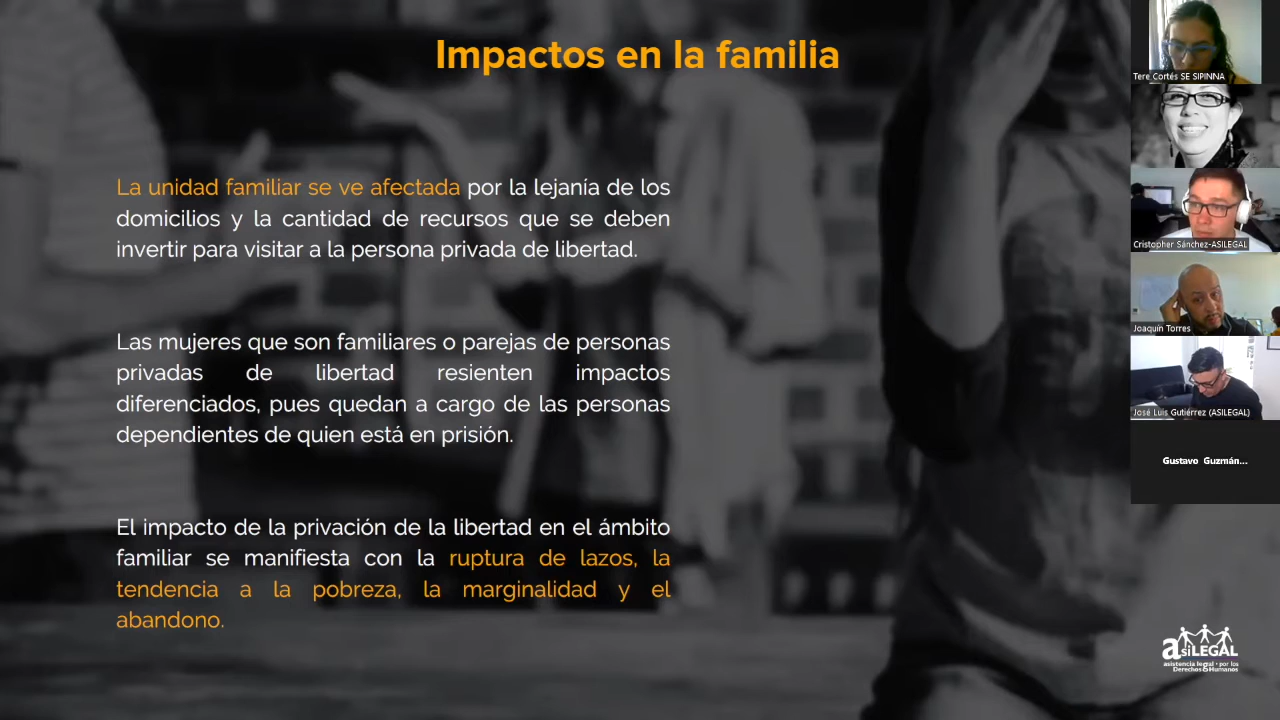 Impactos en la familia
La unidad familiar se ve afectada por la lejanía de los
domicilios y la cantidad de recursos que se deben
invertir para visitar a la persona privada de libertad.
Las mujeres que son familiares o parejas de personas
privadas de libertad resienten impactos
diferenciados, pues quedan a cargo de las personas
dependientes de quien está en prisión.
El impacto de la privación de la libertad en el ámbito
familiar se manifiesta con la ruptura de lazos, la
tendencia a la pobreza, la marginalidad y el
abandono.
Tere Cortés SE SIPINNA
Cristopher Sánchez-ASILEGAL
Joaquín Torres
José Luis Gutiérrez (ASILEGAL)
Gustavo Guzmán...
asiLEGAL
asistencia legal · por los
Derechos Humanos